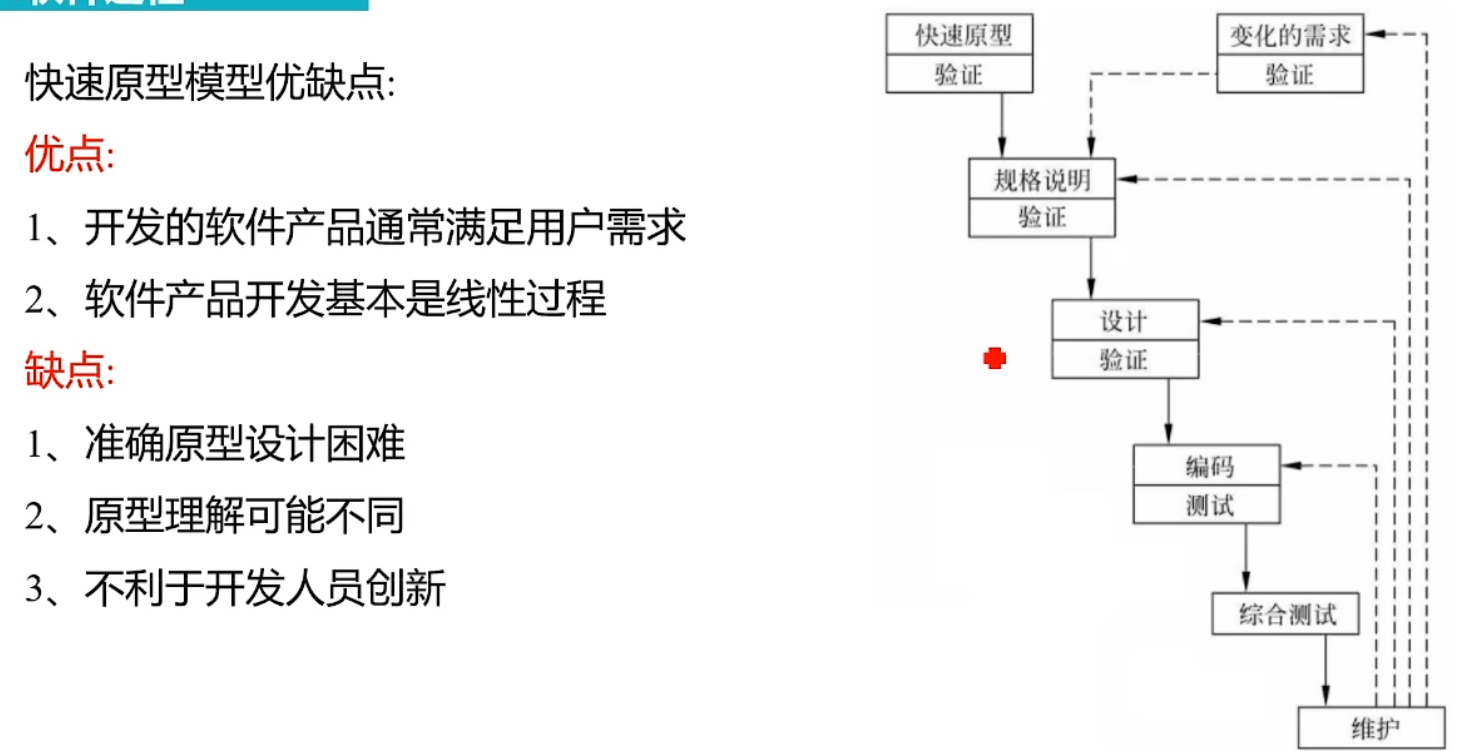 快速原型模型优缺点:
优点:
1、开发的软件产品通常满足用户需求
2、软件产品开发基本是线性过程
缺点:
1、准确原型设计困难
2、原型理解可能不同
3、不利于开发人员创新
快速原型
验证
变化的需求
验证
规格说明
验证
设计
验证
编码
测试
综合测试
维护